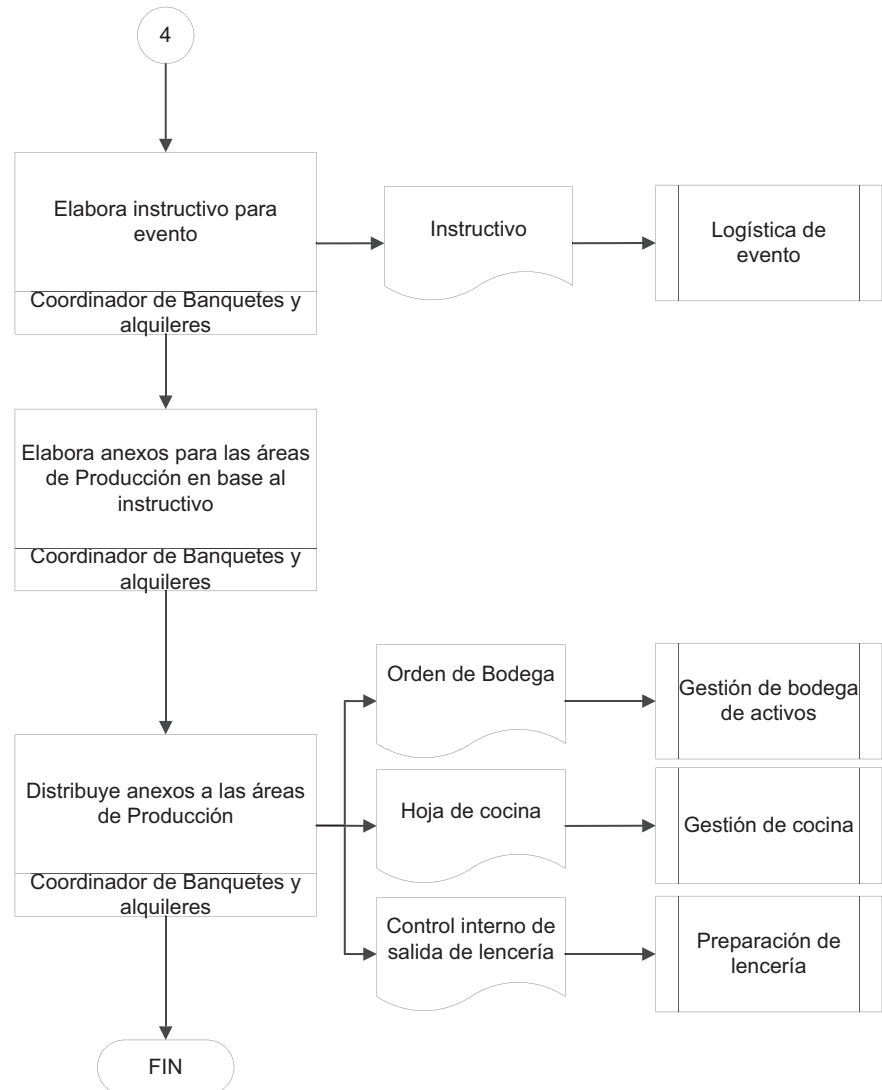 4
Elabora instructivo para
evento
Coordinador de Banquetes y
alquileres
Instructivo
Logística de
evento
Elabora anexos para las áreas
de Producción en base al
instructivo
Coordinador de Banquetes y
alquileres
Distribuye anexos a las áreas
de Producción
Coordinador de Banquetes y
alquileres
Orden de Bodega
Gestión de bodega
de activos
Hoja de cocina
Gestión de cocina
Control interno de
salida de lencería
Preparación de
lencería
FIN